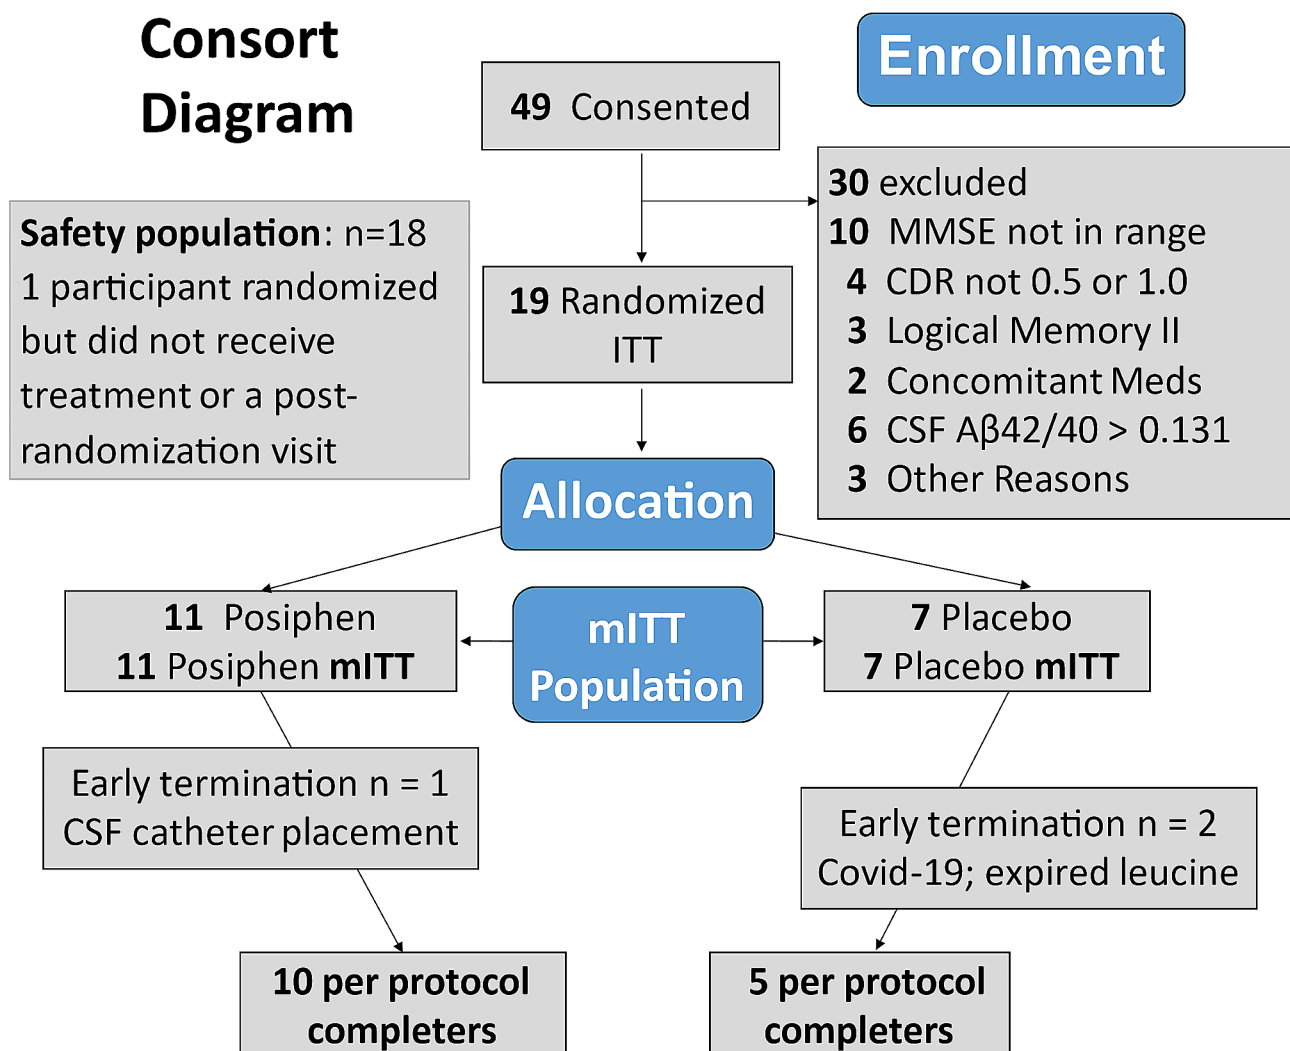 Consort
Diagram
Enrollment
49 Consented
30 excluded
10 MMSE not in range
4 CDR not 0.5 or 1.0
3 Logical Memory II
2 Concomitant Meds
6 CSF Aβ42/40 > 0.131
3 Other Reasons
Safety population: n=18
1 participant randomized
but did not receive
treatment or a post-
randomization visit
19 Randomized
ITT
Allocation
11 Posiphen
11 Posiphen mITT
mITT
Population
7 Placebo
7 Placebo mITT
Early termination n = 1
CSF catheter placement
Early termination n = 2
Covid-19; expired leucine
10 per protocol
completers
5 per protocol
completers